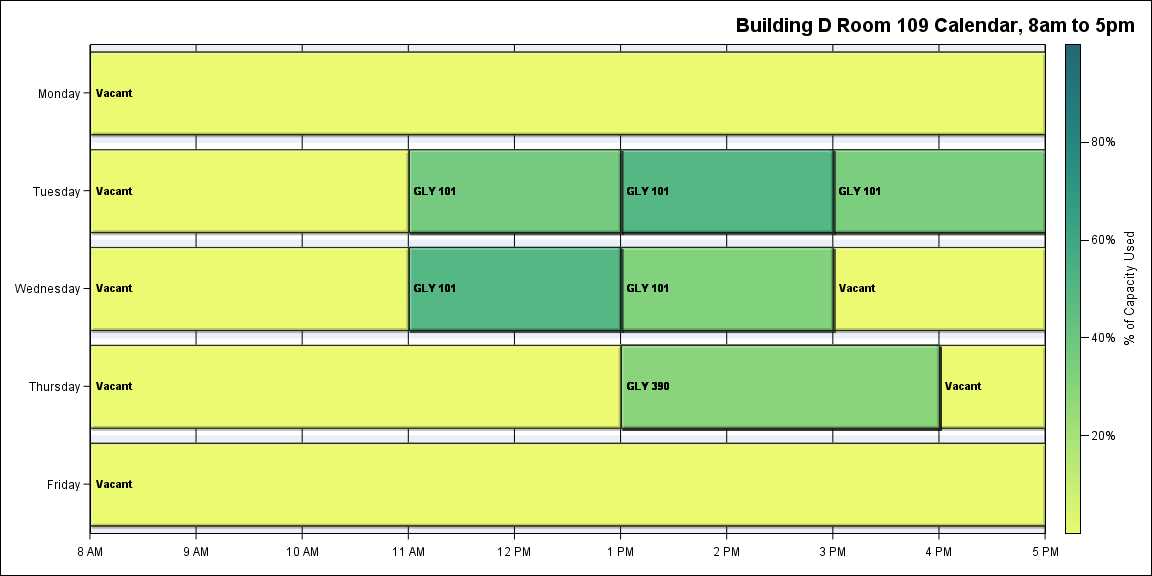 Building D Room 109 Calendar, 8am to 5pm
Monday
Vacant
Tuesday
Vacant
GLY 101
GLY 101
GLY 101
Wednesday
Vacant
GLY 101
GLY 101
Vacant
Thursday
Vacant
GLY 390
Vacant
Friday
Vacant
8 AM
9 AM
10 AM
11 AM
12 PM
1 PM
2 PM
3 PM
4 PM
5 PM
80%
60%
40%
20%
% of Capacity Used